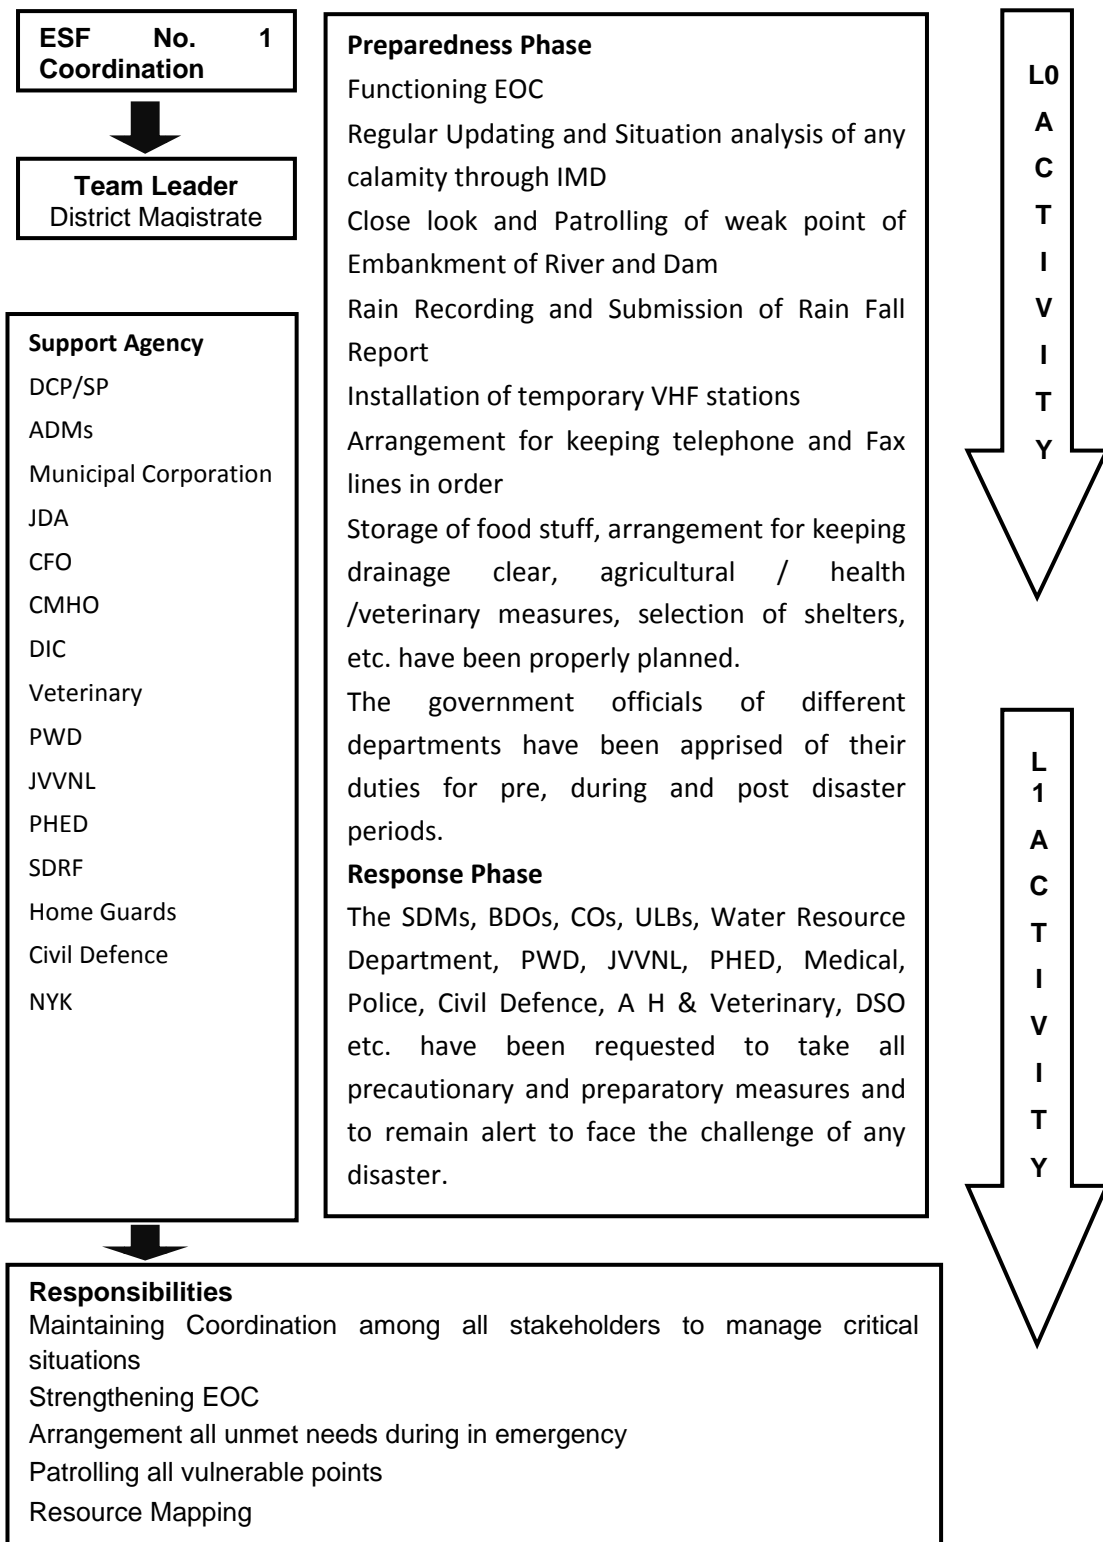 ESF No. 1
Coordination
Team Leader
District Magistrate
Support Agency
DCP/SP
ADMs
Municipal Corporation
JDA
CFO
CMHO
DIC
Veterinary
PWD
JVVNL
PHED
SDRF
Home Guards
Civil Defence
NYK
Preparedness Phase
Functioning EOC
Regular Updating and Situation analysis of any
calamity through IMD
Close look and Patrolling of weak point of
Embankment of River and Dam
Rain Recording and Submission of Rain Fall
Report
Installation of temporary VHF stations
Arrangement for keeping telephone and Fax
lines in order
Storage of food stuff, arrangement for keeping
drainage clear, agricultural / health
/veterinary measures, selection of shelters,
etc. have been properly planned.
The government officials of different
departments have been apprised of their
duties for pre, during and post disaster
periods.
Response Phase
The SDMs, BDOs, COs, ULBs, Water Resource
Department, PWD, JVVNL, PHED, Medical,
Police, Civil Defence, A H & Veterinary, DSO
etc. have been requested to take all
precautionary and preparatory measures and
to remain alert to face the challenge of any
disaster.
L0
A
C
T
I
V
I
T
Y
L
1
A
C
T
I
V
I
T
Y
Responsibilities
Maintaining Coordination among all stakeholders to manage critical
situations
Strengthening EOC
Arrangement all unmet needs during in emergency
Patrolling all vulnerable points
Resource Mapping